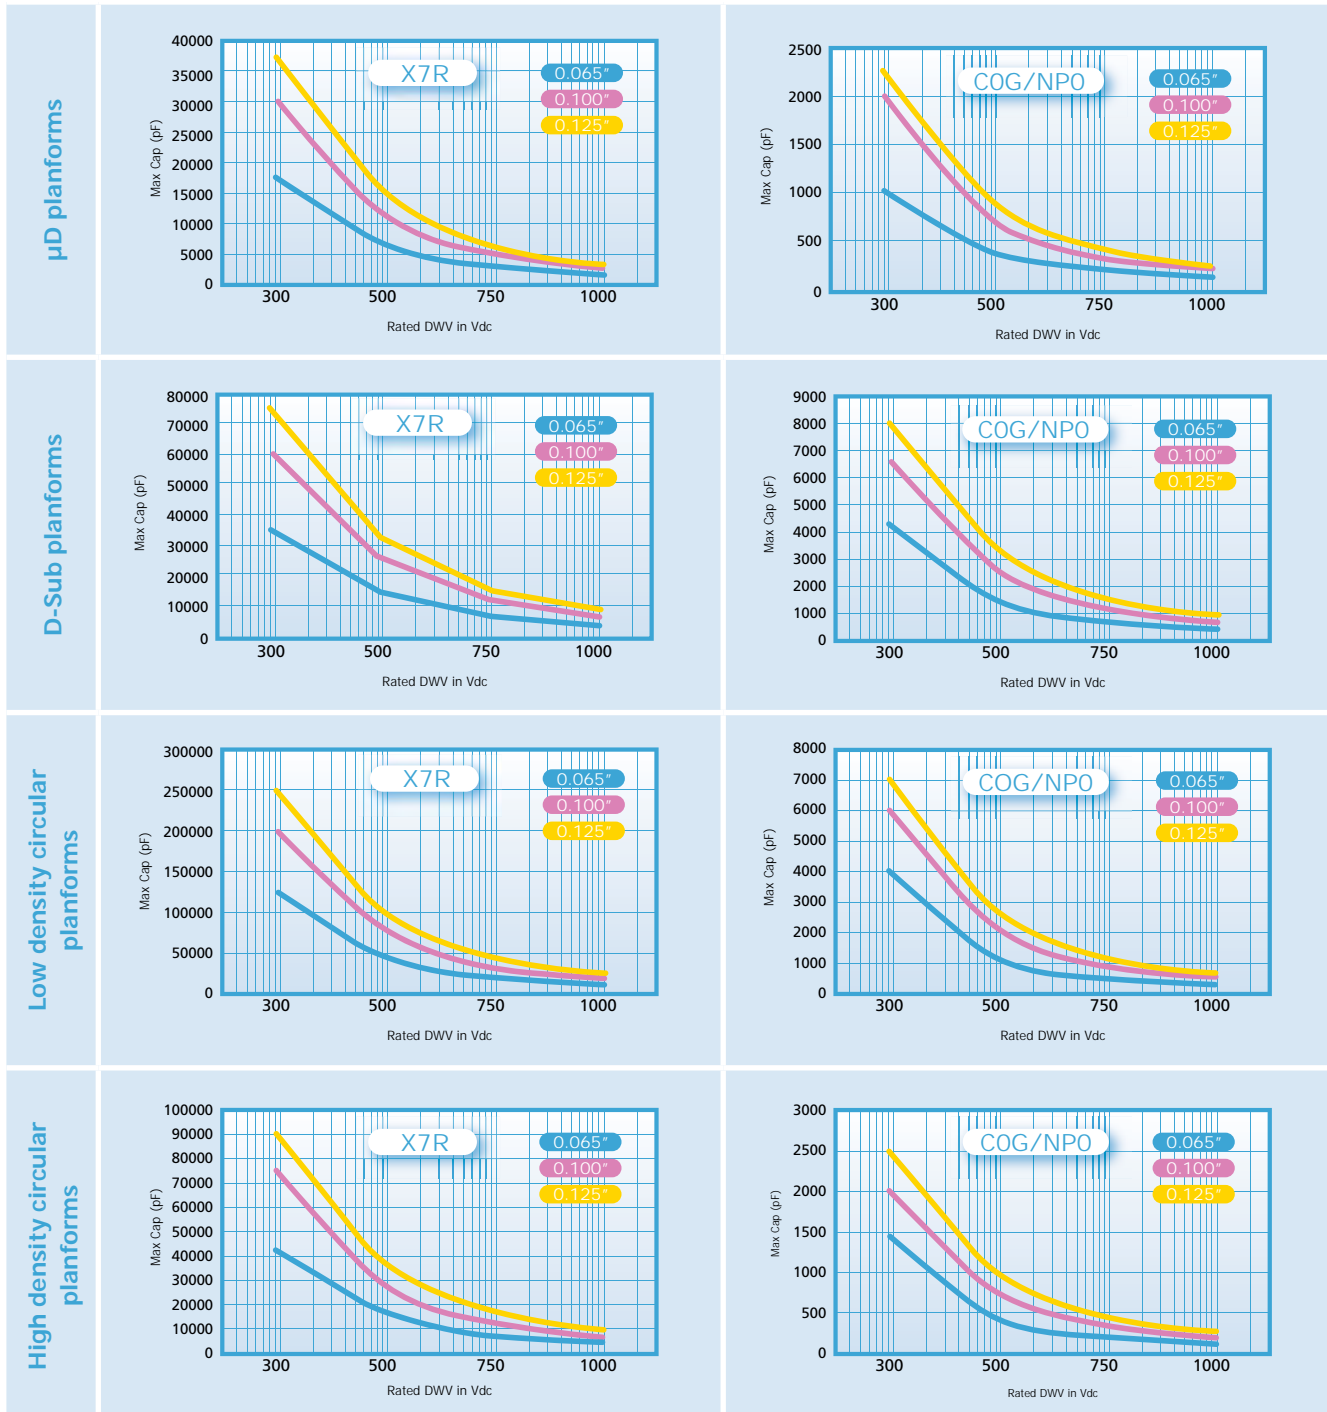 µD planforms
40000
35000
30000
25000
20000
15000
10000
5000
0
Max Cap (pF)
X7R
0.065"
0.100"
0.125"
300 500 750 1000
Rated DWV in Vdc
2500
2000
1500
1000
500
0
Max Cap (pF)
C0G/NP0
0.065"
0.100"
0.125"
300 500 750 1000
Rated DWV in Vdc
D-Sub planforms
80000
70000
60000
50000
40000
30000
20000
10000
0
Max Cap (pF)
X7R
0.065"
0.100"
0.125"
300 500 750 1000
Rated DWV in Vdc
9000
8000
7000
6000
5000
4000
3000
2000
1000
0
Max Cap (pF)
C0G/NP0
0.065"
0.100"
0.125"
300 500 750 1000
Rated DWV in Vdc
Low density circular
planforms
300000
250000
200000
150000
100000
50000
0
Max Cap (pF)
X7R
0.065"
0.100"
0.125"
300 500 750 1000
Rated DWV in Vdc
8000
7000
6000
5000
4000
3000
2000
1000
0
Max Cap (pF)
C0G/NP0
0.065"
0.100"
0.125"
300 500 750 1000
Rated DWV in Vdc
High density circular
planforms
100000
90000
80000
70000
60000
50000
40000
30000
20000
10000
0
Max Cap (pF)
X7R
0.065"
0.100"
0.125"
300 500 750 1000
Rated DWV in Vdc
3000
2500
2000
1500
1000
500
0
Max Cap (pF)
C0G/NP0
0.065"
0.100"
0.125"
300 500 750 1000
Rated DWV in Vdc